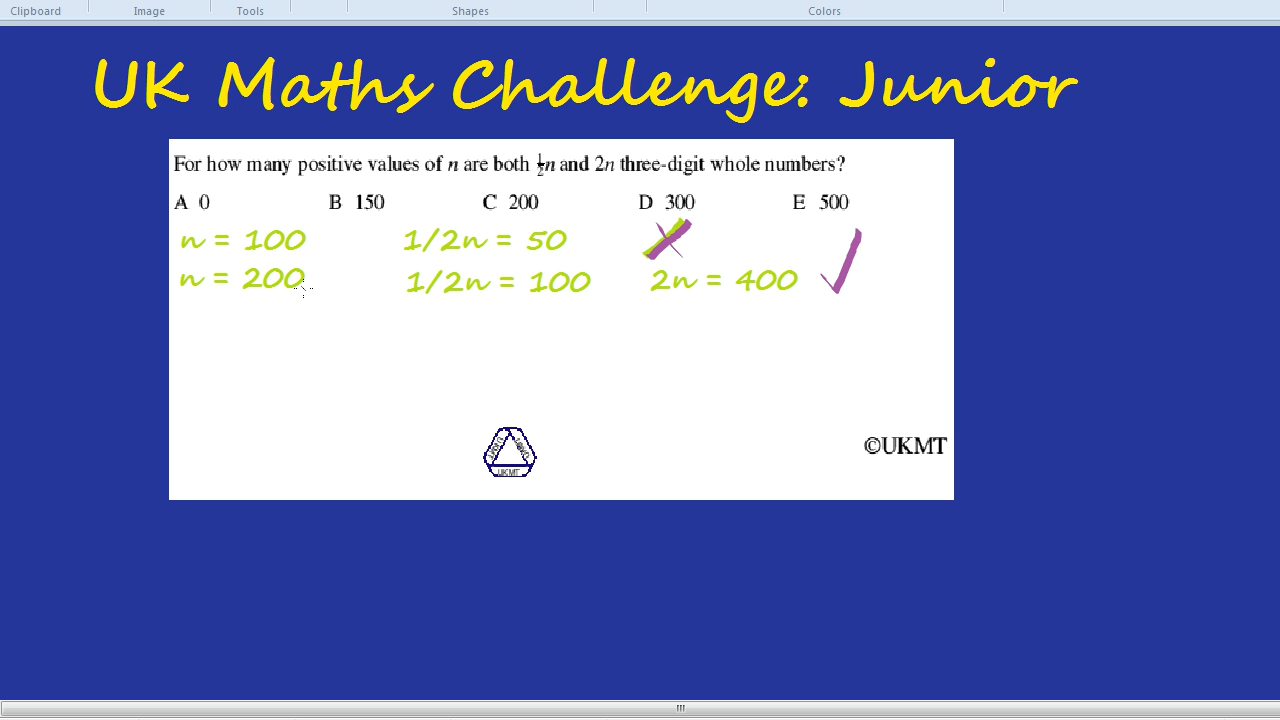 Clipboard Image Tools Shapes Colors
UK Maths Challenge: Junior
For how many positive values of n are both ½n and 2n three-digit whole numbers?
A 0 B 150 C 200 D 300 E 500
n = 100 1/2n = 50
n = 200 1/2n = 100 2n = 400
©UKMT
UKMT